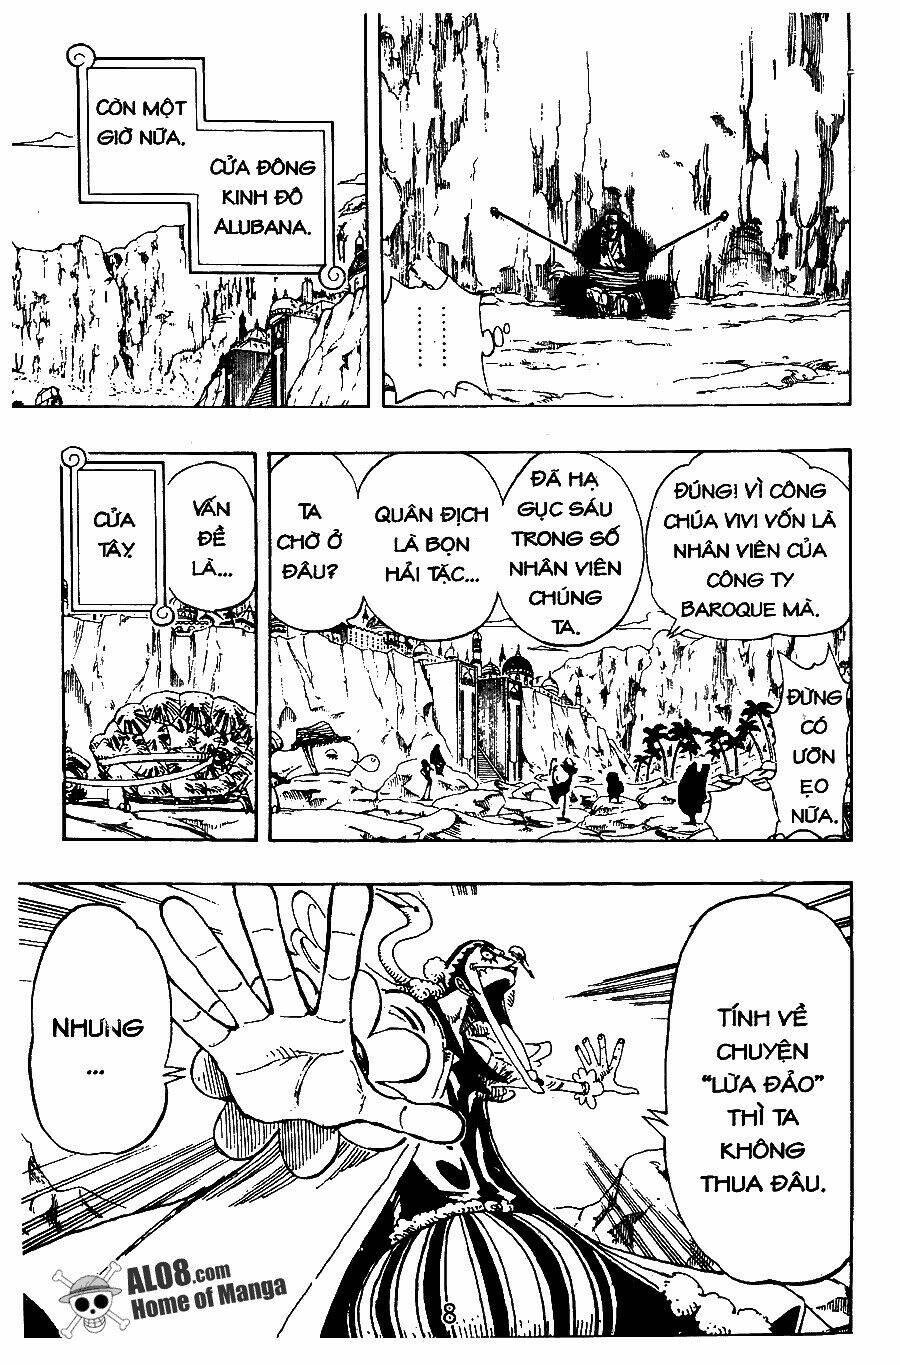 ......
......
CÒN MỘT
GIỜ NỮA.
CỬA ĐÔNG
KINH ĐÔ
ALUBANA.
ĐÚNG! VÌ CÔNG
CHÚA VIVI VỐN LÀ
NHÂN VIÊN CỦA
CÔNG TY
BAROQUE MÀ.
ĐỪNG
CÓ
ƯỠN
ẸO
NỮA.
ĐÃ HẠ
GỤC SÁU
TRONG SỐ
NHÂN VIÊN
CHÚNG
TA.
QUÂN ĐỊCH
LÀ BỌN
HẢI TẶC...
TA
CHỜ Ở
ĐÂU?
VẤN
ĐỀ
LÀ...
CỬA
TÂY.
TÍNH VỀ
CHUYỆN
“LỪA ĐẢO”
THÌ TA
KHÔNG
THUA ĐÂU.
NHƯNG
...
AL08.com
Home of Manga
8